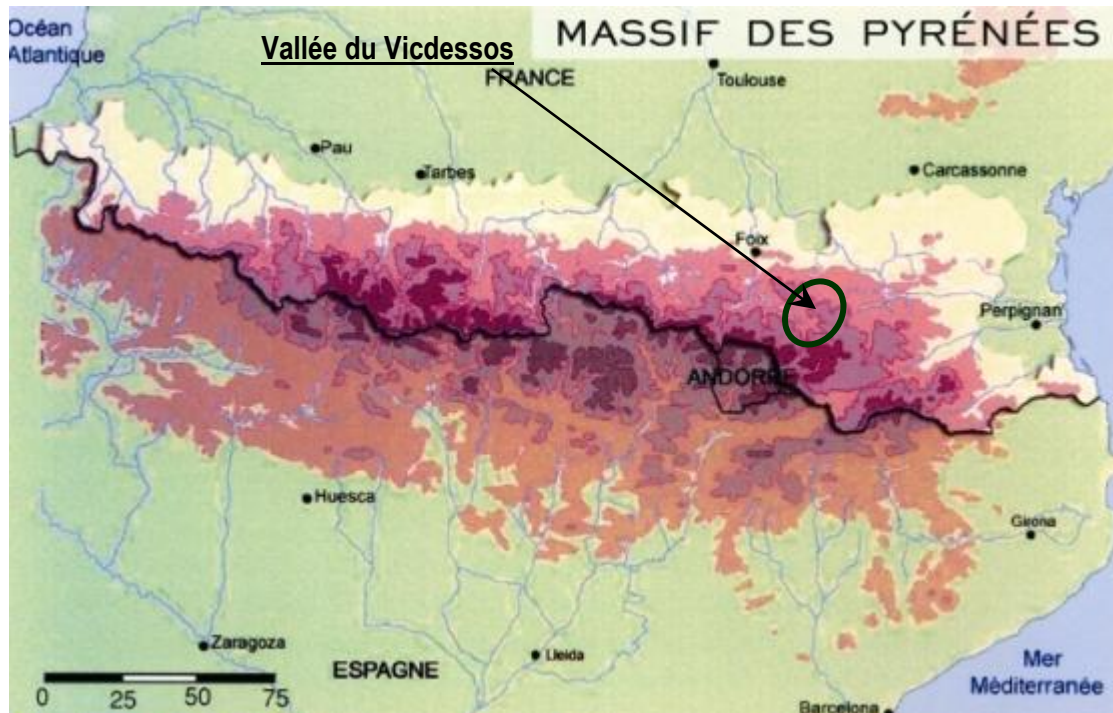 MASSIF DES PYRÉNÉES
Océan
Atlantique
Vallée du Vicdessos
FRANCE
Toulouse
Pau
Tarbes
Carcassonne
Foix
Perpignan
ANDORRE
Huesca
Girona
Zaragoza
Lleida
ESPAGNE
Mer
Méditerranée
Barcelona
0 25 50 75